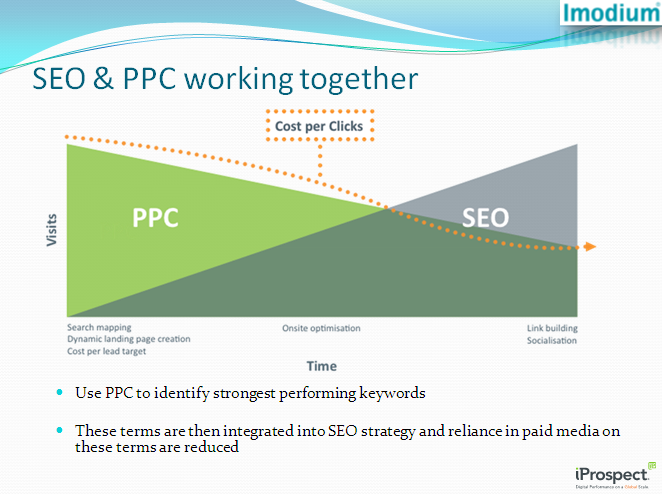 Imodium®
SEO & PPC working together
Cost per Clicks
PPC
SEO
Visits
Search mapping
Dynamic landing page creation
Cost per lead target
Onsite optimisation
Link building
Socialisation
Time
Use PPC to identify strongest performing keywords
These terms are then integrated into SEO strategy and reliance in paid media on
these terms are reduced
iProspect
Digital Performance on a Global Scale